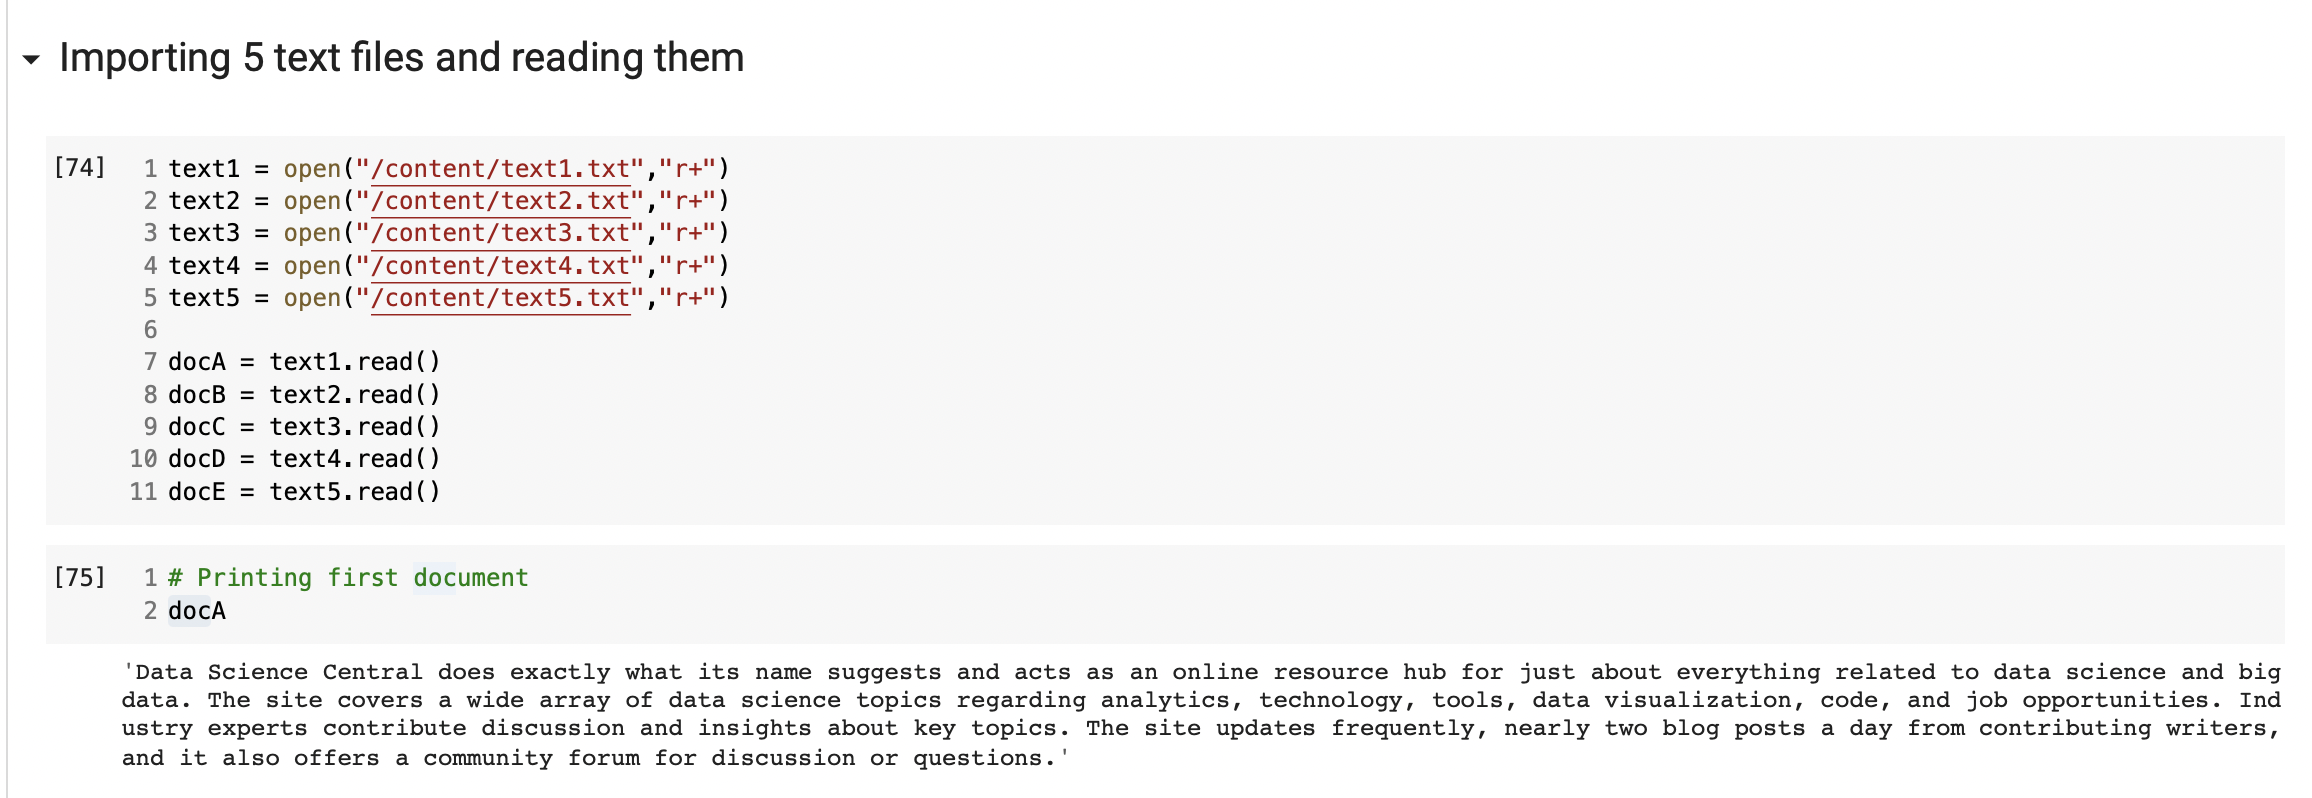 Importing 5 text files and reading them
[74] 1 text1 = open("/content/text1.txt","r+")
2 text2 = open("/content/text2.txt","r+")
3 text3 = open("/content/text3.txt","r+")
4 text4 = open("/content/text4.txt","r+")
5 text5 = open("/content/text5.txt","r+")
6
7 docA = text1.read()
8 docB = text2.read()
9 docC = text3.read()
10 docD = text4.read()
11 docE = text5.read()
[75] 1 # Printing first document
2 docA
'Data Science Central does exactly what its name suggests and acts as an online resource hub for just about everything related to data science and big
data. The site covers a wide array of data science topics regarding analytics, technology, tools, data visualization, code, and job opportunities. Ind
ustry experts contribute discussion and insights about key topics. The site updates frequently, nearly two blog posts a day from contributing writers,
and it also offers a community forum for discussion or questions.'